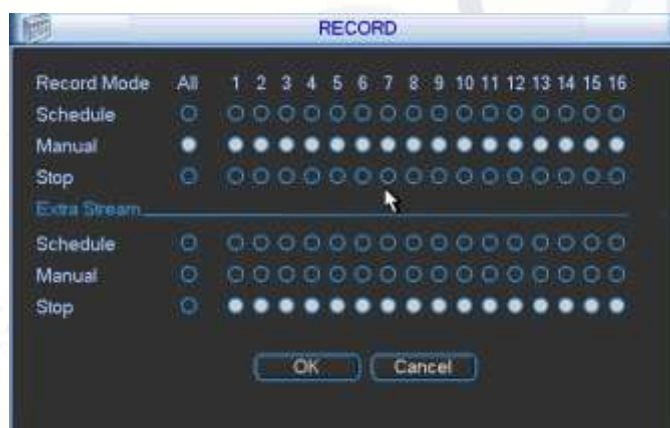 RECORD
Record Mode All 1 2 3 4 5 6 7 8 9 10 11 12 13 14 15 16
Schedule
Manual
Stop
Extra Stream
Schedule
Manual
Stop
OK Cancel